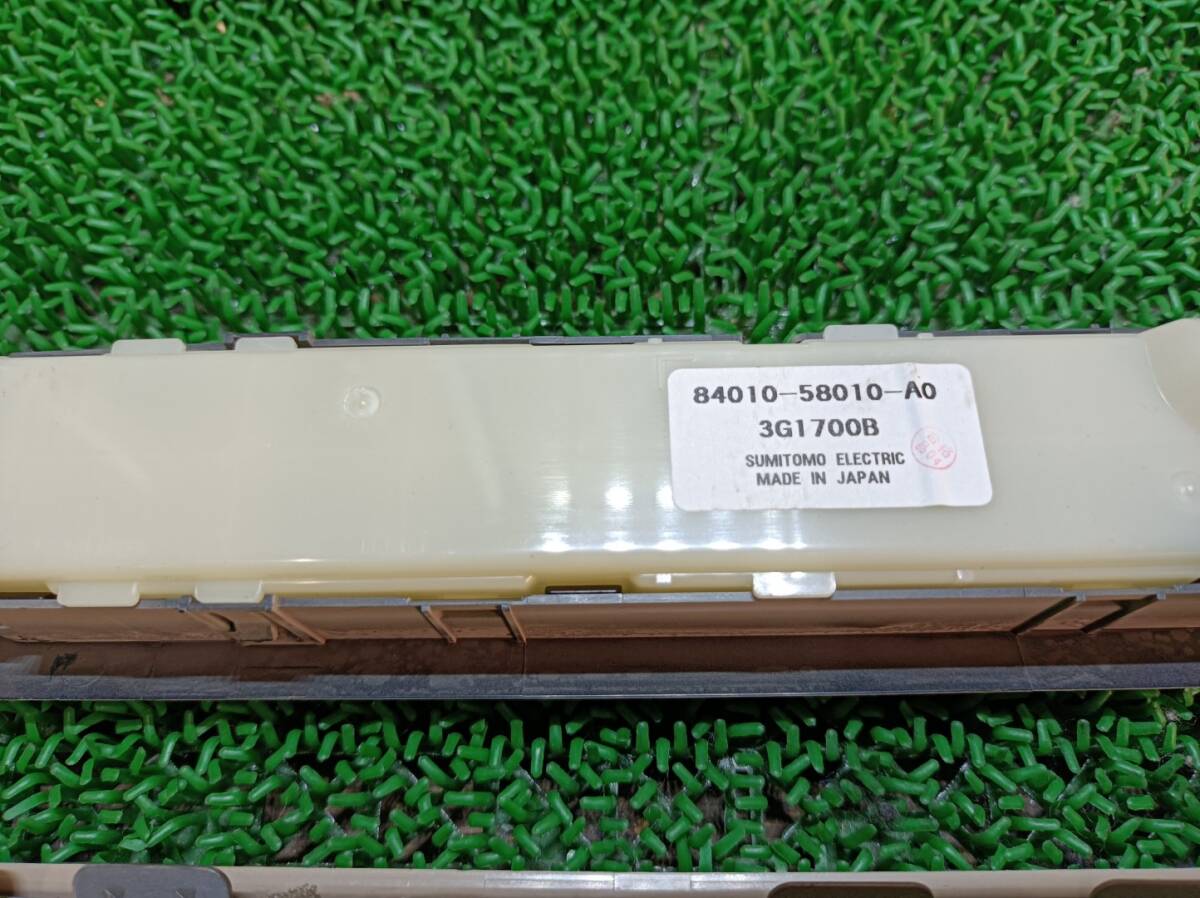 84010-58010-A0
3G1700B
SUMITOMO ELECTRIC
MADE IN JAPAN